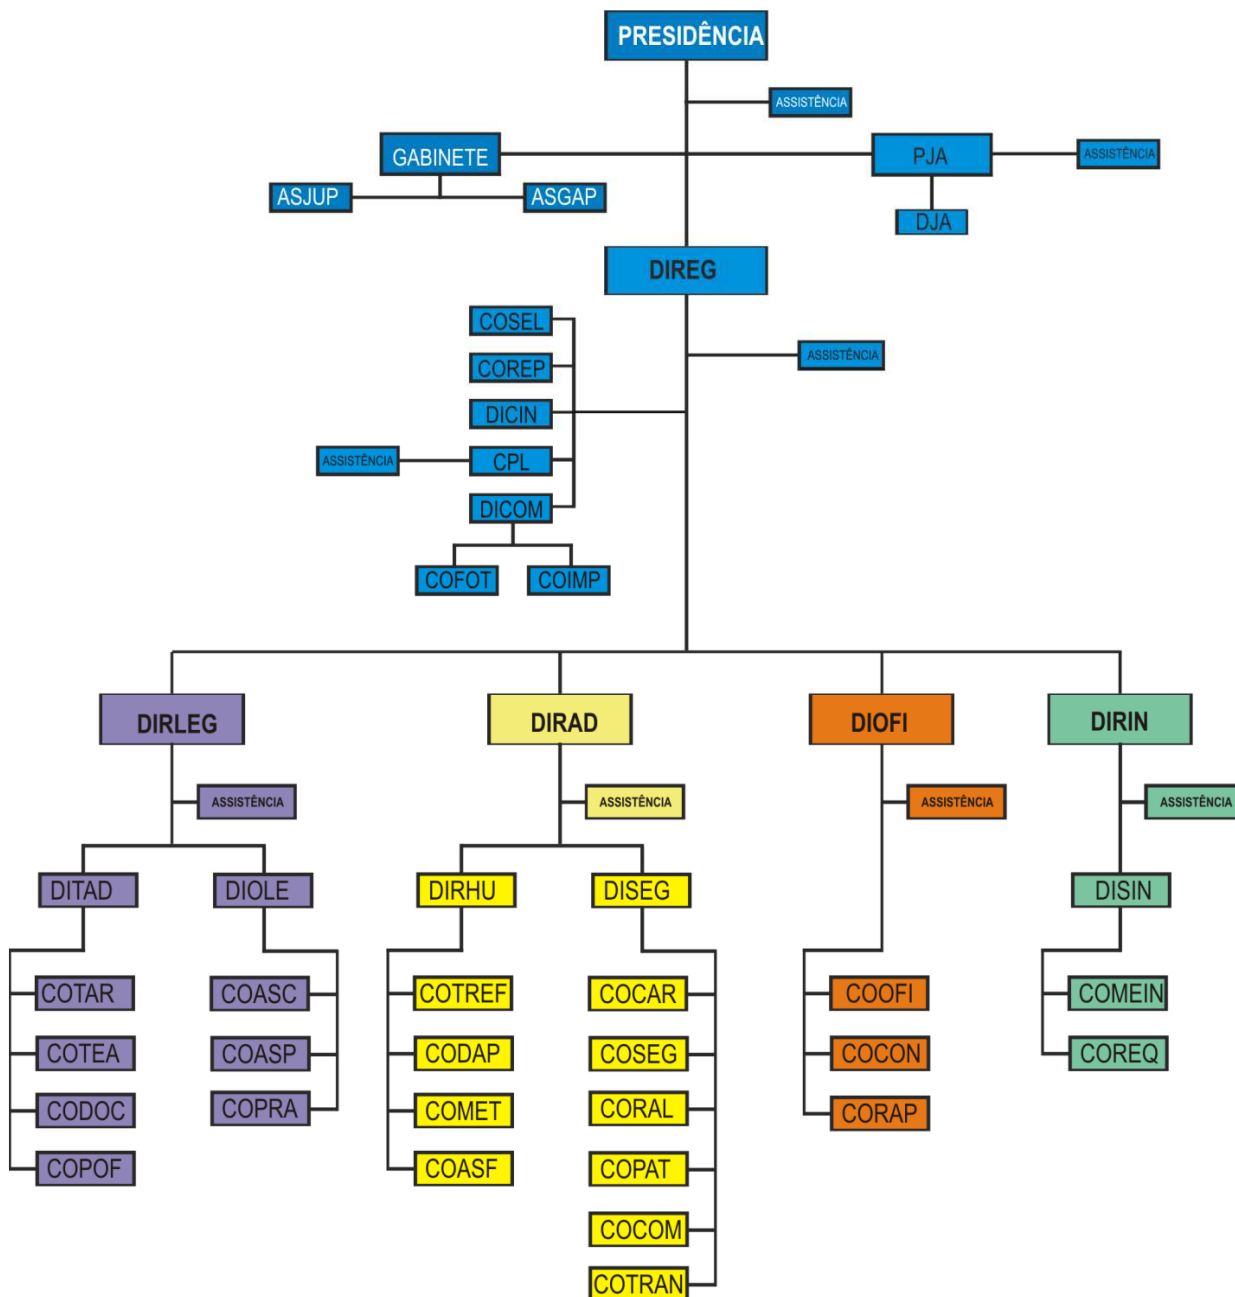 PRESIDÊNCIA
ASSISTÊNCIA
GABINETE
PJA
ASSISTÊNCIA
ASJUP
ASGAP
DJA
DIREG
COSEL
ASSISTÊNCIA
COREP
DICIN
ASSISTÊNCIA
CPL
DICOM
COFOT
COIMP
DIRLEG
DIRAD
DIOFI
DIRIN
ASSISTÊNCIA
ASSISTÊNCIA
ASSISTÊNCIA
ASSISTÊNCIA
DITAD
DIOLE
DIRHU
DISEG
DISIN
COTAR
COASC
COTREF
COCAR
COOFI
COMEIN
COTEA
COASP
CODAP
COSEG
COCON
COREQ
CODOC
COPRA
COMET
CORAL
CORAP
COPOF
COASF
COPAT
COCOM
COTRAN